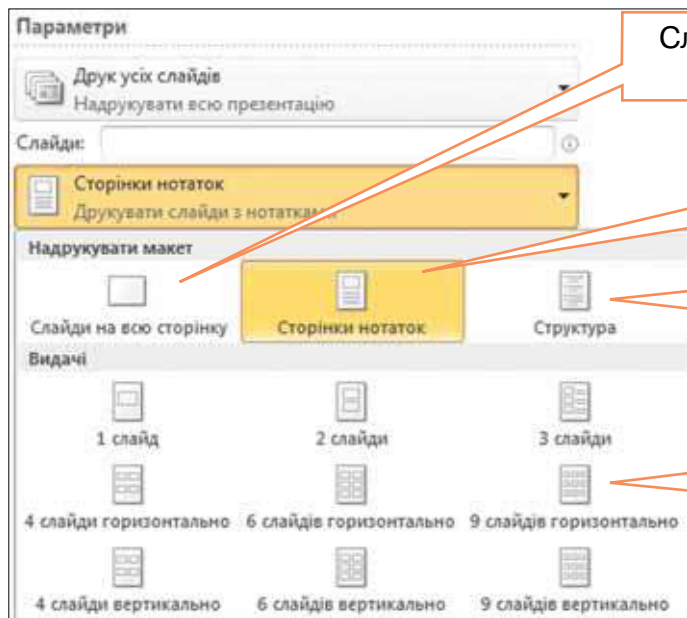 Параметри
Сл
Друк усіх слайдів
Надрукувати всю презентацію
Слайди:
Сторінки нотаток
Друкувати слайди з нотатками
Надрукувати макет
Слайди на всю сторінку Сторінки нотаток Структура
Видачі
1 слайд 2 слайди 3 слайди
4 слайди горизонтально 6 слайдів горизонтально 9 слайдів горизонтально
4 слайди вертикально 6 слайдів вертикально 9 слайдів вертикально